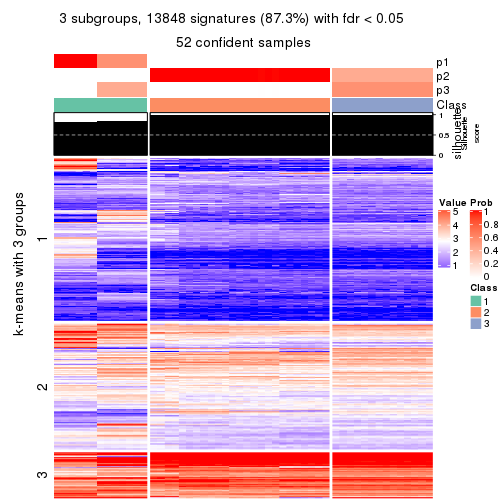 3 subgroups, 13848 signatures (87.3%) with fdr < 0.05
52 confident samples
p1
p2
p3
Class
1
0.5
0
silhouette
Silhouette
score
k-means with 3 groups
1
2
3
Value
5
4
3
2
1
Prob
1
0.8
0.6
0.4
0.2
0
Class
1
2
3